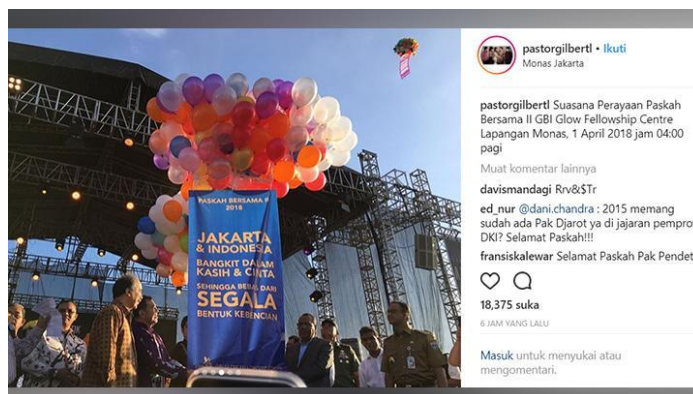 pastorgilbertl • Ikuti
Monas Jakarta
pastorgilbertl Suasana Perayaan Paskah
Bersama II GBI Glow Fellowship Centre
Lapangan Monas, 1 April 2018 jam 04:00
pagi
Muat komentar lainnya
davismandagi Rrv&$Tr
ed_nur @dani.chandra : 2015 memang
sudah ada Pak Djarot ya di jajaran pempro
DKI? Selamat Paskah!!!
fransiskalewar Selamat Paskah Pak Pendet
18,375 suka
6 JAM YANG LALU
Masuk untuk menyukai atau
mengomentari.
PASKAH BERSAMA II
2018
JAKARTA
& INDONESIA
BANGKIT DALAM
KASIH & CINTA
SEHINGGA BEBAS DARI
SEGALA
BENTUK KEBENCIAN